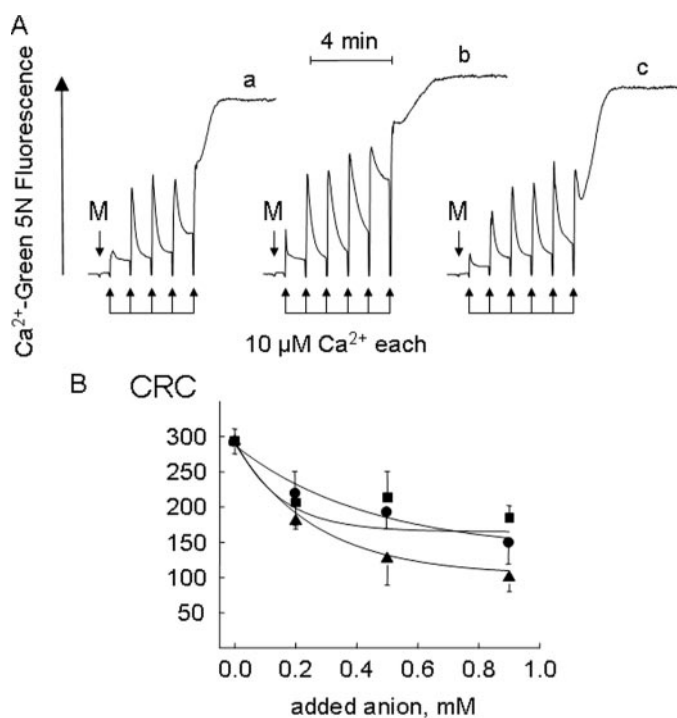 A
4 min
a
b
c
Ca²⁺-Green 5N Fluorescence
M
M
M
10 µM Ca²⁺ each
B
CRC
300
250
200
150
100
50
0.0
0.2
0.4
0.6
0.8
1.0
added anion, mM